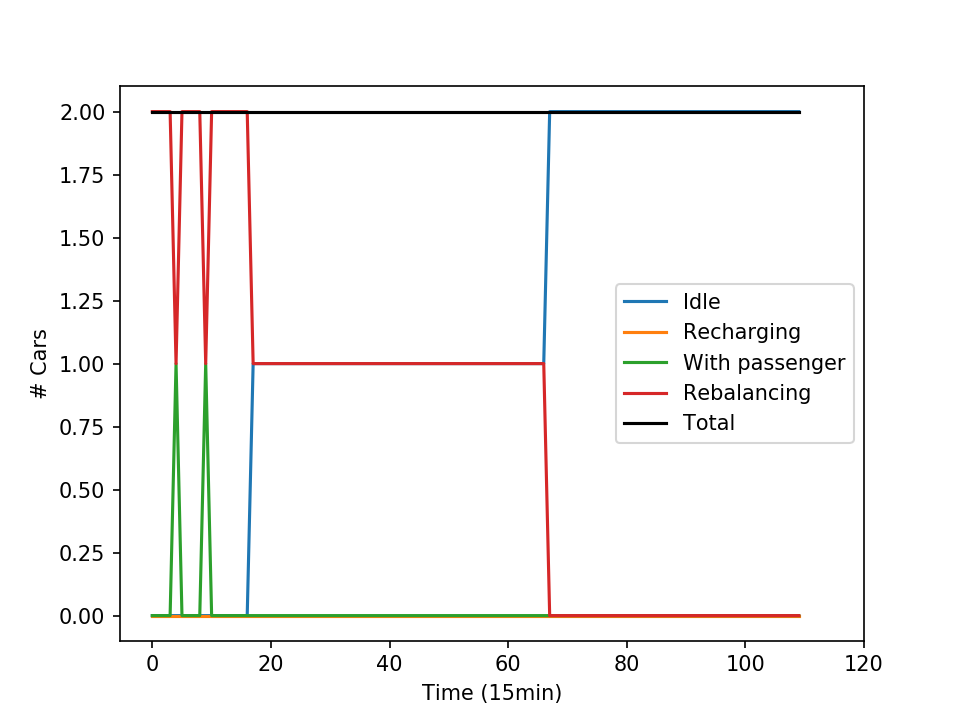 2.00
1.75
1.50
1.25
1.00
0.75
0.50
0.25
0.00
# Cars
Idle
Recharging
With passenger
Rebalancing
Total
0 20 40 60 80 100 120
Time (15min)